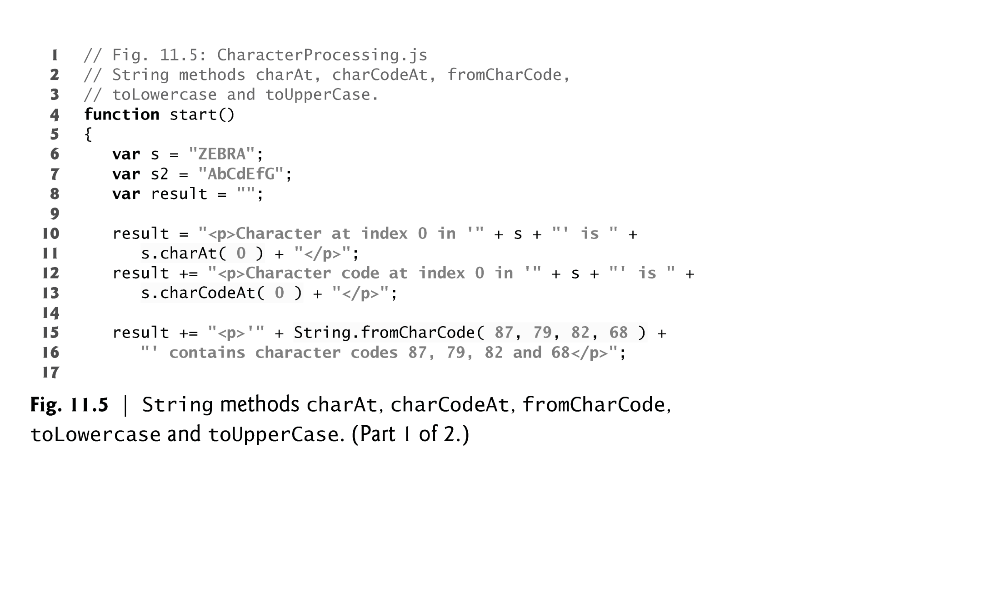 1 // Fig. 11.5: CharacterProcessing.js
2 // String methods charAt, charCodeAt, fromCharCode,
3 // toLowercase and toUpperCase.
4 function start()
5 {
6    var s = "ZEBRA";
7    var s2 = "AbCdEfG";
8    var result = "";
9
10    result = "<p>Character at index 0 in '" + s + "' is " +
11       s.charAt( 0 ) + "</p>";
12    result += "<p>Character code at index 0 in '" + s + "' is " +
13       s.charCodeAt( 0 ) + "</p>";
14
15    result += "<p>'" + String.fromCharCode( 87, 79, 82, 68 ) +
16       "' contains character codes 87, 79, 82 and 68</p>";
17
Fig. 11.5 | String methods charAt, charCodeAt, fromCharCode,
toLowercase and toUpperCase. (Part 1 of 2.)